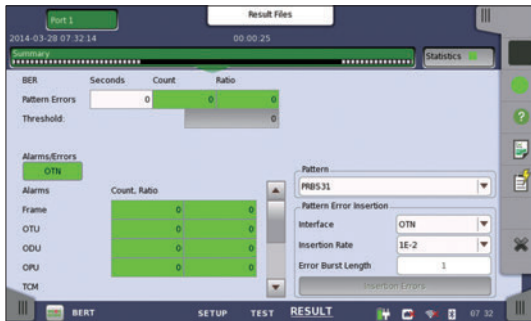 Port 1
Result Files
2014-03-28 07:32:14
00:00:25
Summary
Statistics
BER Seconds Count Ratio
Pattern Errors 0 0 0
Threshold: 0
Alarms/Errors
OTN
Alarms Count, Ratio
Frame 0 0
OTU 0 0
ODU 0 0
OPU 0 0
TCM
Pattern
PRBS31
Pattern Error Insertion
Interface OTN
Insertion Rate 1E-2
Error Burst Length 1
Insertion Errors
BERT SETUP TEST RESULT 07 32